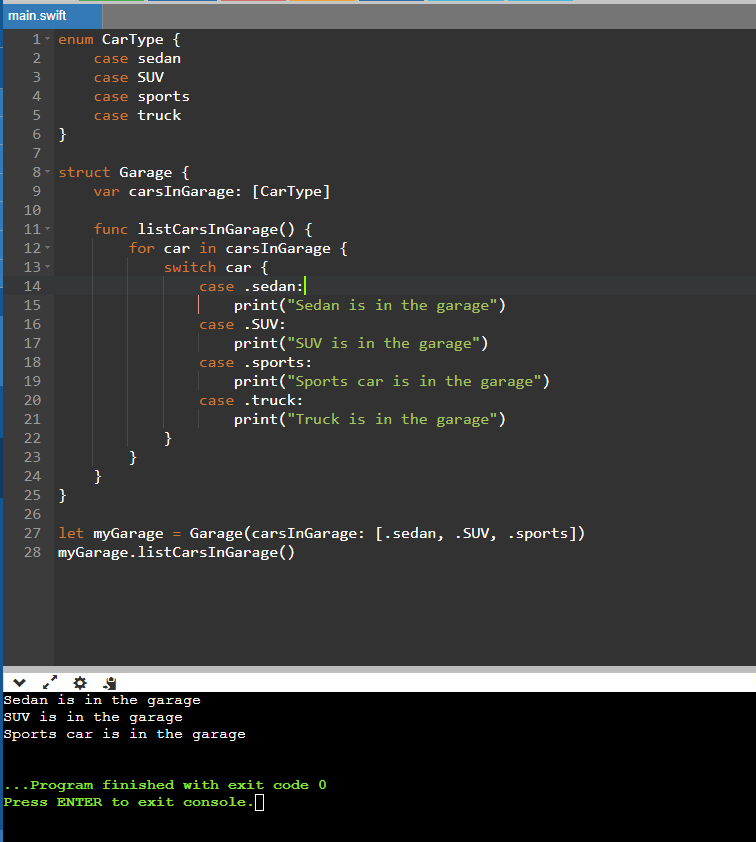 main.swift
1 enum CarType {
2     case sedan
3     case SUV
4     case sports
5     case truck
6 }
7
8 struct Garage {
9     var carsInGarage: [CarType]
10
11     func listCarsInGarage() {
12         for car in carsInGarage {
13             switch car {
14                 case .sedan:
15                     print("Sedan is in the garage")
16                 case .SUV:
17                     print("SUV is in the garage")
18                 case .sports:
19                     print("Sports car is in the garage")
20                 case .truck:
21                     print("Truck is in the garage")
22             }
23         }
24     }
25 }
26
27 let myGarage = Garage(carsInGarage: [.sedan, .SUV, .sports])
28 myGarage.listCarsInGarage()
Sedan is in the garage
SUV is in the garage
Sports car is in the garage
...Program finished with exit code 0
Press ENTER to exit console.